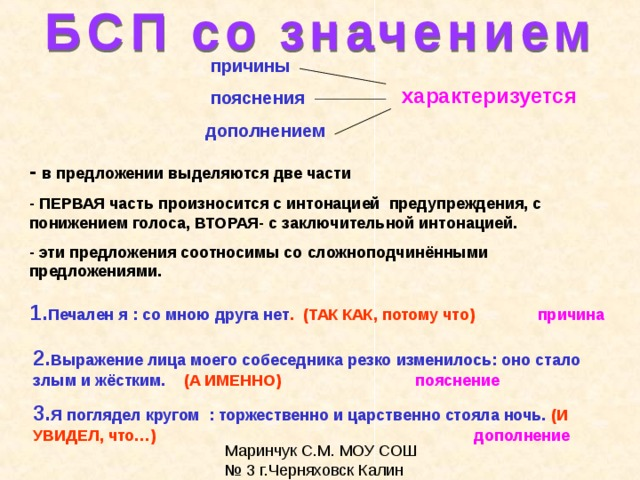 БСП со значением
причины
пояснения
характеризуется
дополнением
- в предложении выделяются две части
- ПЕРВАЯ часть произносится с интонацией предупреждения, с
понижением голоса, ВТОРАЯ- с заключительной интонацией.
- эти предложения соотносимы со сложноподчинёнными
предложениями.
1.Печален я : со мною друга нет. (ТАК КАК, потому что) причина
2.Выражение лица моего собеседника резко изменилось: оно стало
злым и жёстким. (А ИМЕННО) пояснение
3.Я поглядел кругом : торжественно и царственно стояла ночь. (И
УВИДЕЛ, что...) дополнение
Маринчук С.М. МОУ СОШ
№ 3 г.Черняховск Калин